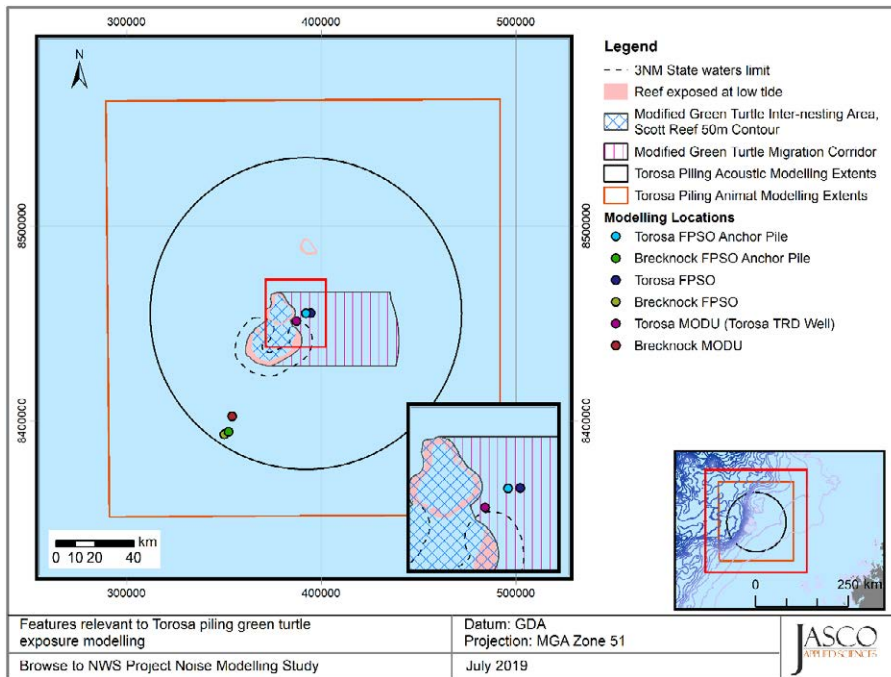 300000 400000 500000
N
8500000 8500000
8400000 8400000
km
0 10 20 40
300000 400000 500000
Legend
3NM State waters limit
Reef exposed at low tide
Modified Green Turtle Inter-nesting Area,
Scott Reef 50m Contour
Modified Green Turtle Migration Corridor
Torosa Piling Acoustic Modelling Extents
Torosa Piling Animat Modelling Extents
Modelling Locations
Torosa FPSO Anchor Pile
Brecknock FPSO Anchor Pile
Torosa FPSO
Brecknock FPSO
Torosa MODU (Torosa TRD Well)
Brecknock MODU
km
0 250
Features relevant to Torosa piling green turtle
exposure modelling
Browse to NWS Project Noise Modelling Study
Datum: GDA
Projection: MGA Zone 51
July 2019
JASCO
APPLIED SCIENCES